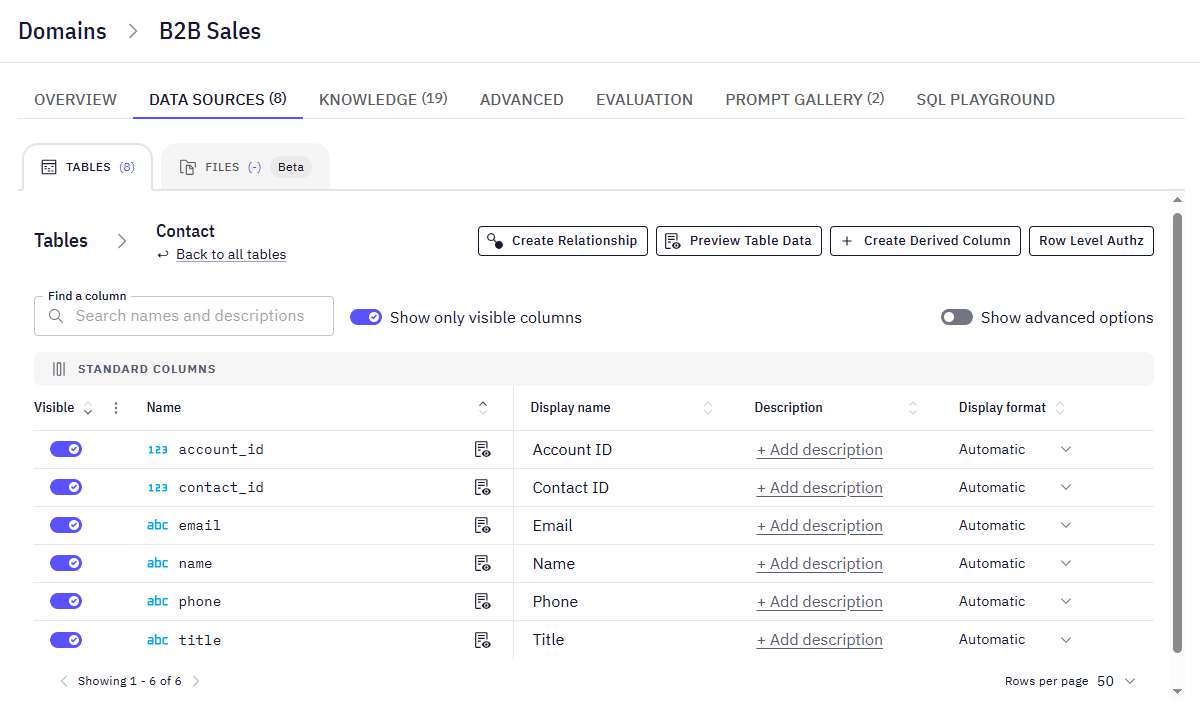 Domains B2B Sales
OVERVIEW DATA SOURCES (8) KNOWLEDGE (19) ADVANCED EVALUATION PROMPT GALLERY (2) SQL PLAYGROUND
TABLES (8) FILES (-) Beta
Tables
Contact
Back to all tables
Create Relationship Preview Table Data + Create Derived Column Row Level Authz
Find a column
Search names and descriptions
Show only visible columns Show advanced options
STANDARD COLUMNS
Visible Name Display name Description Display format
123 account_id Account ID + Add description Automatic
123 contact_id Contact ID + Add description Automatic
abc email Email + Add description Automatic
abc name Name + Add description Automatic
abc phone Phone + Add description Automatic
abc title Title + Add description Automatic
Showing 1 - 6 of 6 Rows per page 50